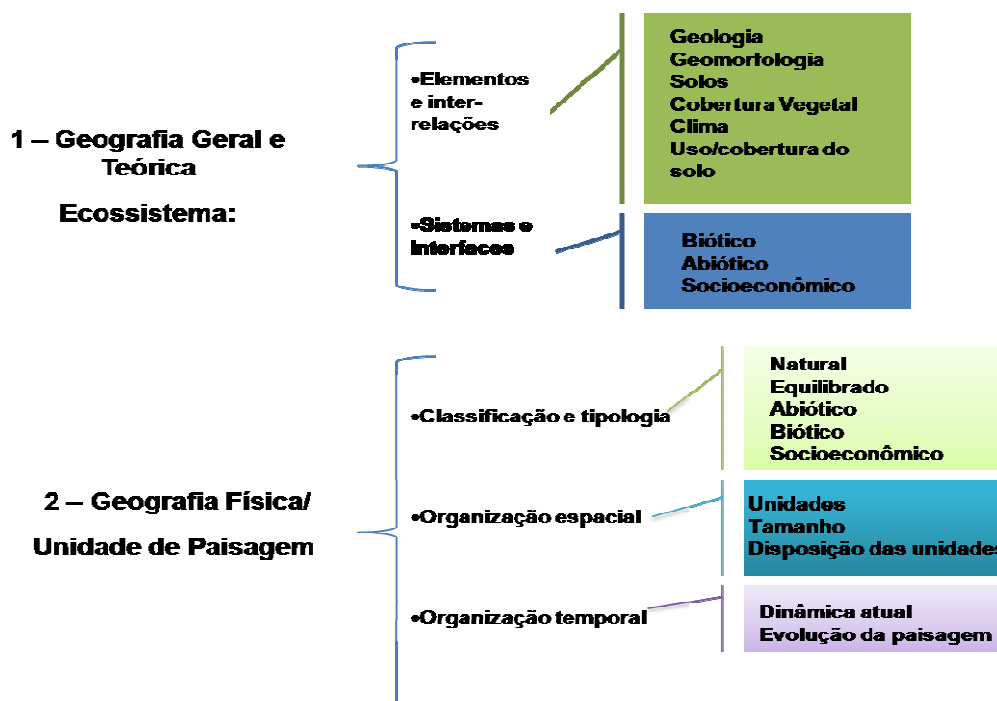 1 – Geografia Geral e
Teórica
Ecossistema:
•Elementos
e inter-
relações
Geologia
Geomorfologia
Solos
Cobertura Vegetal
Clima
Uso/cobertura do
solo
•Sistemas e
Interfaces
Biótico
Abiótico
Socioeconômico
2 – Geografia Física/
Unidade de Paisagem
•Classificação e tipologia
Natural
Equilibrado
Abiótico
Biótico
Socioeconômico
•Organização espacial
Unidades
Tamanho
Disposição das unidades
•Organização temporal
Dinâmica atual
Evolução da paisagem